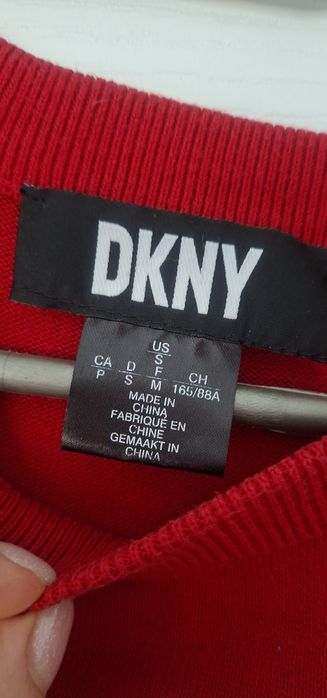 DKNY
US
S
CA D F CH
P S M 165/88A
MADE IN
CHINA
FABRIQUÉ EN
CHINE
GEMAAKT IN
CHINA